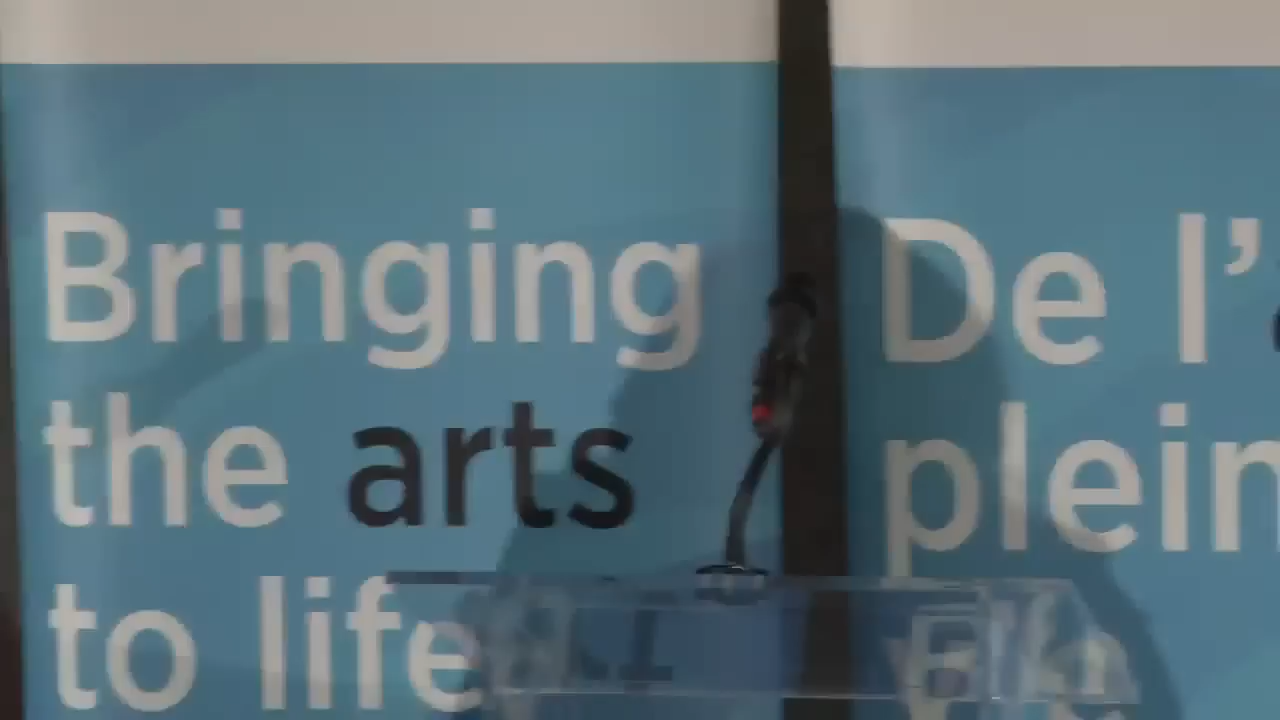 Bringing
the arts
to life
De l'
plein